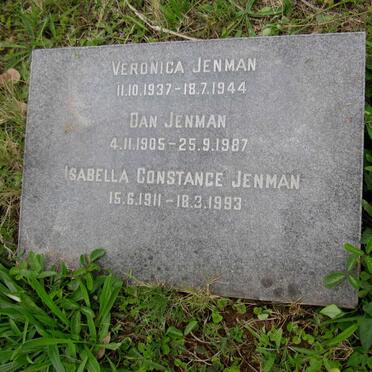 Veronica Jenman
11.10.1937-18.7.1944
Dan Jenman
4.11.1905-25.9.1987
Isabella Constance Jenman
15.6.1911-18.3.1993